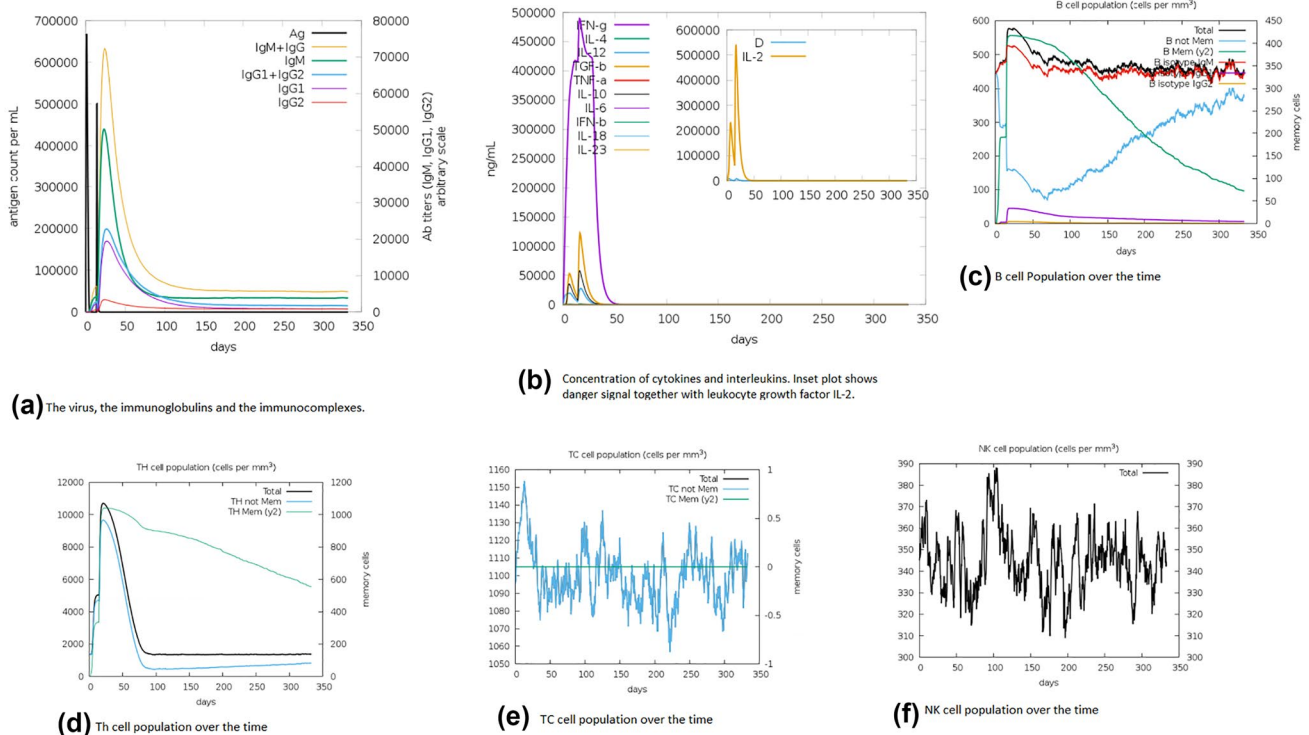 700000
600000
500000
400000
300000
200000
100000
0
antigen count per mL
Ag
IgM+IgG
IgM
IgG1+IgG2
IgG1
IgG2
80000
70000
60000
50000
40000
30000
20000
10000
0
Ab titers (IgM, IgG1, IgG2)
arbitrary scale
0 50 100 150 200 250 300 350
days
(a) The virus, the immunoglobulins and the immunocomplexes.
500000
450000
400000
350000
300000
250000
200000
150000
100000
50000
0
ng/mL
IFN-g
IL-4
IL-12
TGF-b
TNF-a
IL-10
IL-6
IFN-b
IL-18
IL-23
600000
500000
400000
300000
200000
100000
0
D
IL-2
0 50 100 150 200 250 300 350
0 50 100 150 200 250 300 350
days
(b) Concentration of cytokines and interleukins. Inset plot shows
danger signal together with leukocyte growth factor IL-2.
B cell population (cells per mm3)
600
500
400
300
200
100
0
Total
B not Mem
B Mem (y2)
B isotype IgM
B isotype IgG2
450
400
350
300
250
200
150
100
50
0
memory cells
0 50 100 150 200 250 300 350
days
(c) B cell Population over the time
TH cell population (cells per mm3)
12000
10000
8000
6000
4000
2000
0
Total
TH not Mem
TH Mem (y2)
1200
1000
800
600
400
200
0
memory cells
0 50 100 150 200 250 300 350
days
(d) Th cell population over the time
TC cell population (cells per mm3)
1160
1150
1140
1130
1120
1110
1100
1090
1080
1070
1060
1050
Total
TC not Mem
TC Mem (y2)
1
0.5
0
-0.5
-1
memory cells
0 50 100 150 200 250 300 350
days
(e) TC cell population over the time
NK cell population (cells per mm3)
390
380
370
360
350
340
330
320
310
300
Total
390
380
370
360
350
340
330
320
310
300
0 50 100 150 200 250 300 350
days
(f) NK cell population over the time